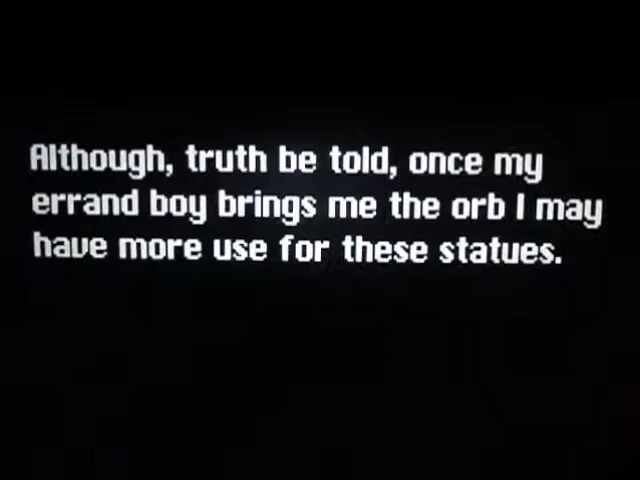 Although, truth be told, once my
errand boy brings me the orb I may
have more use for these statues.